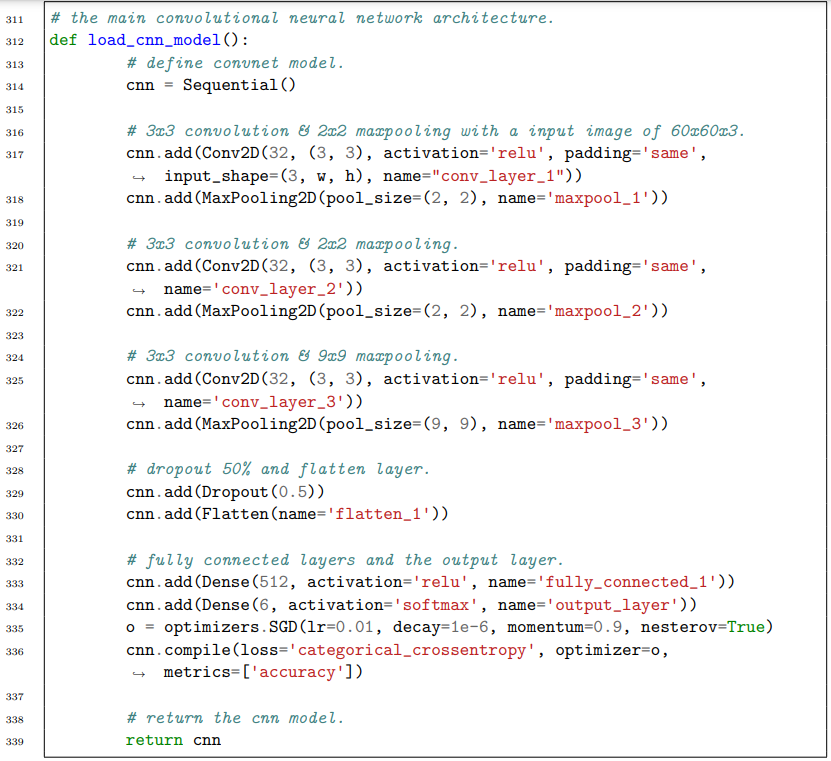 311 # the main convolutional neural network architecture.
312 def load_cnn_model():
313 # define convnet model.
314 cnn = Sequential()
315
316 # 3x3 convolution & 2x2 maxpooling with a input image of 60x60x3.
317 cnn.add(Conv2D(32, (3, 3), activation='relu', padding='same',
↪ input_shape=(3, w, h), name="conv_layer_1"))
318 cnn.add(MaxPooling2D(pool_size=(2, 2), name='maxpool_1'))
319
320 # 3x3 convolution & 2x2 maxpooling.
321 cnn.add(Conv2D(32, (3, 3), activation='relu', padding='same',
↪ name='conv_layer_2'))
322 cnn.add(MaxPooling2D(pool_size=(2, 2), name='maxpool_2'))
323
324 # 3x3 convolution & 9x9 maxpooling.
325 cnn.add(Conv2D(32, (3, 3), activation='relu', padding='same',
↪ name='conv_layer_3'))
326 cnn.add(MaxPooling2D(pool_size=(9, 9), name='maxpool_3'))
327
328 # dropout 50% and flatten layer.
329 cnn.add(Dropout(0.5))
330 cnn.add(Flatten(name='flatten_1'))
331
332 # fully connected layers and the output layer.
333 cnn.add(Dense(512, activation='relu', name='fully_connected_1'))
334 cnn.add(Dense(6, activation='softmax', name='output_layer'))
335 o = optimizers.SGD(lr=0.01, decay=1e-6, momentum=0.9, nesterov=True)
336 cnn.compile(loss='categorical_crossentropy', optimizer=o,
↪ metrics=['accuracy'])
337
338 # return the cnn model.
339 return cnn